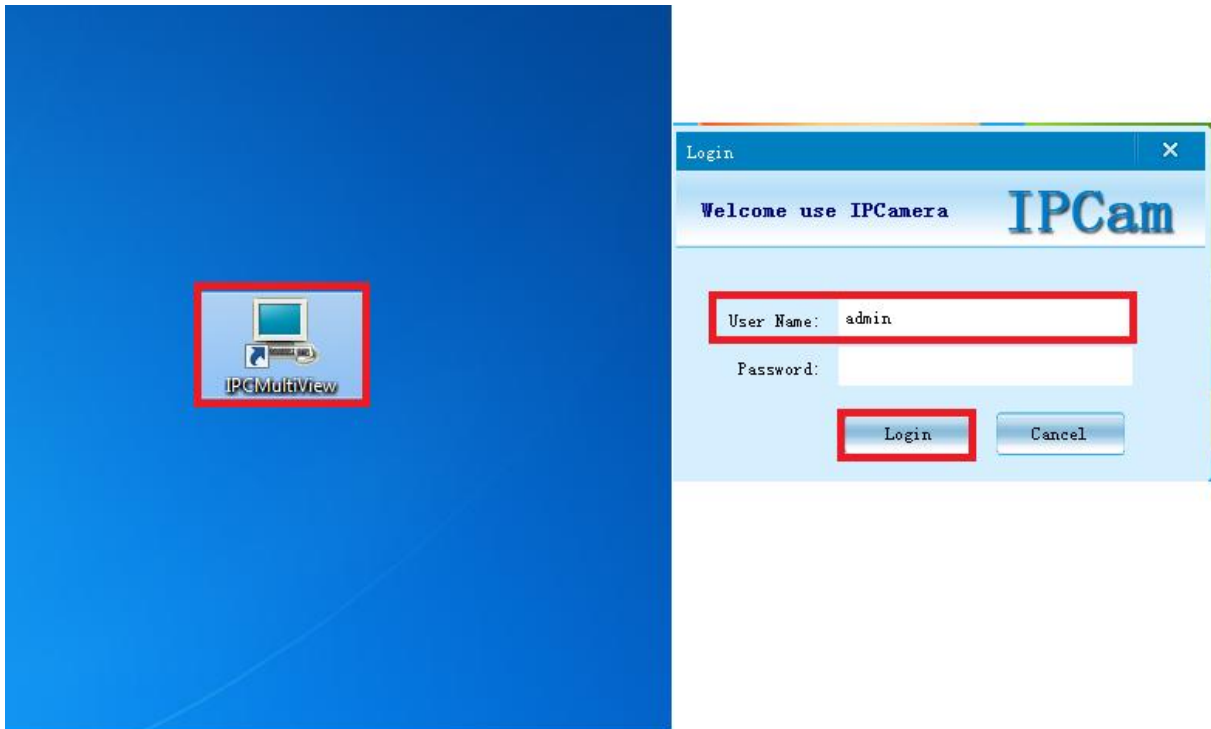 IPCMultiView
Login
Welcome use IPCamera
IPCam
User Name: admin
Password:
Login
Cancel